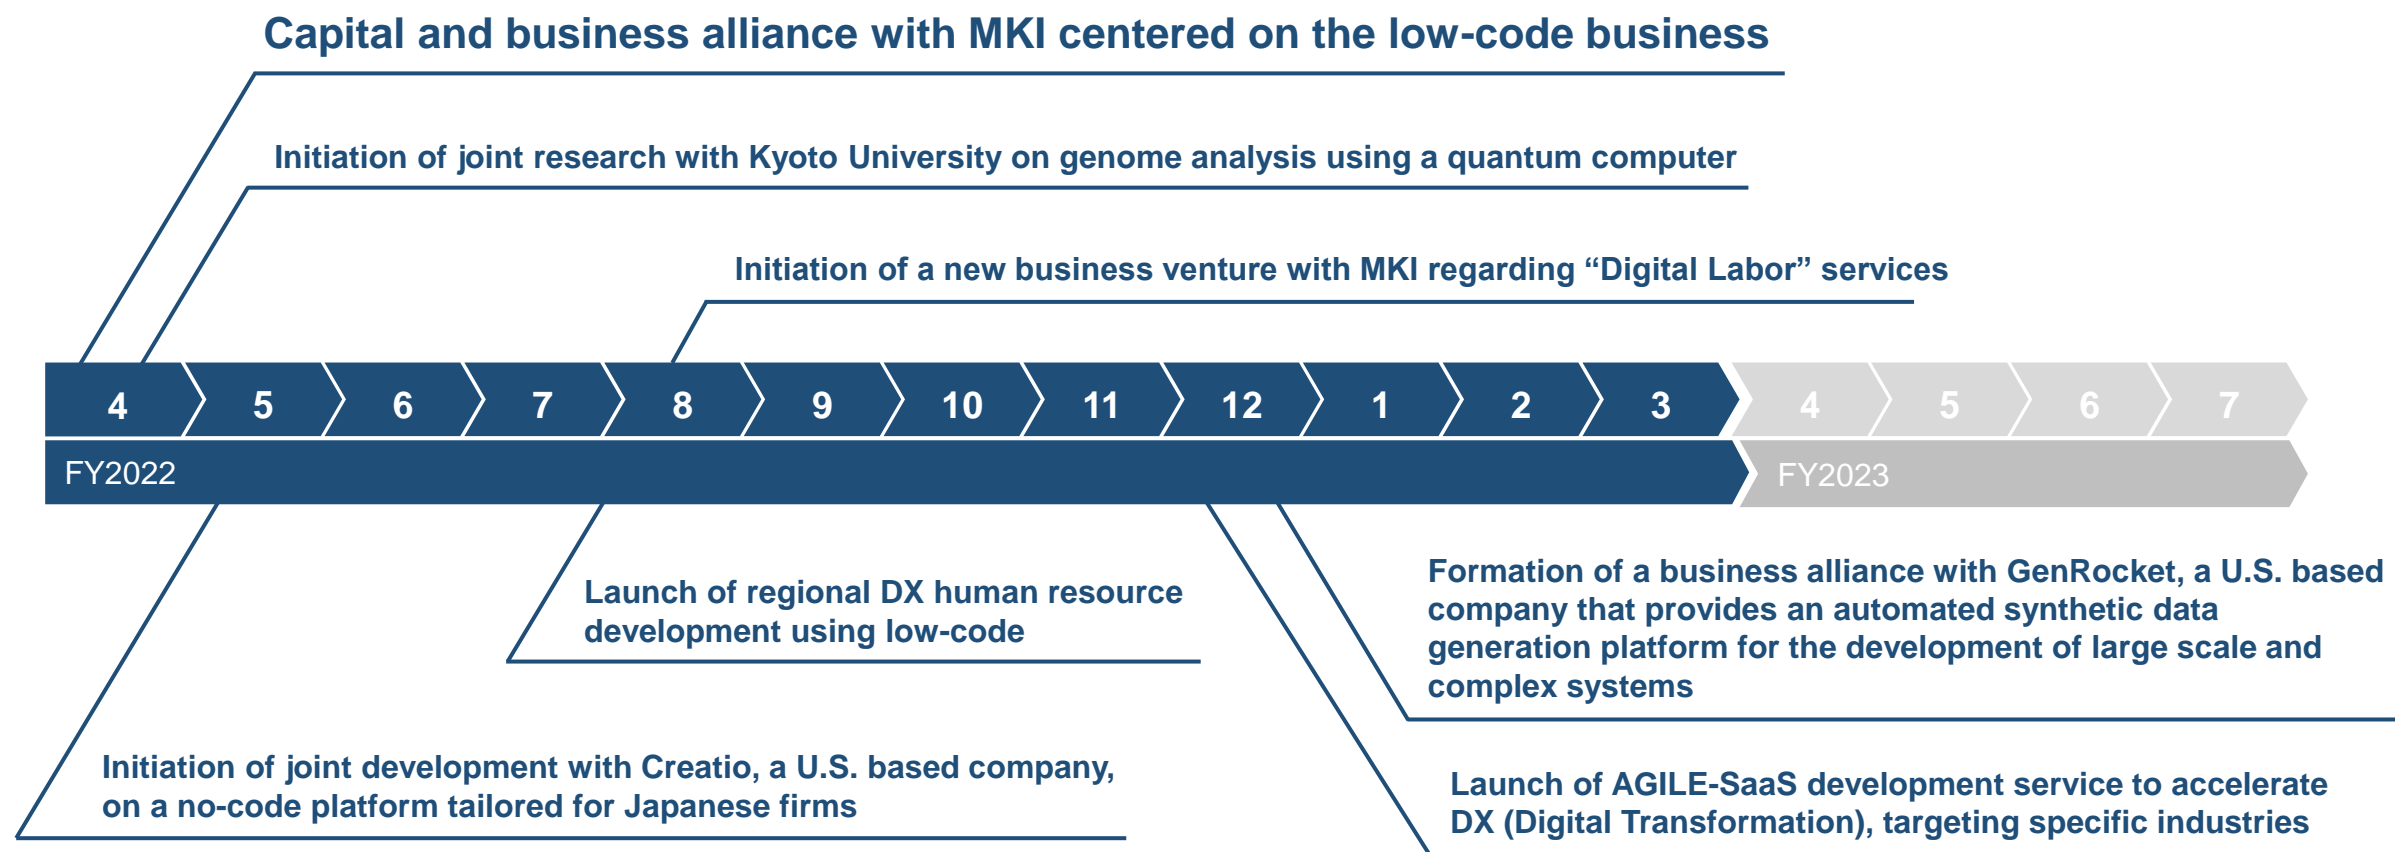 Capital and business alliance with MKI centered on the low-code business
Initiation of joint research with Kyoto University on genome analysis using a quantum computer
Initiation of a new business venture with MKI regarding “Digital Labor” services
4 5 6 7 8 9 10 11 12 1 2 3 4 5 6 7
FY2022 FY2023
Launch of regional DX human resource
development using low-code
Initiation of joint development with Creatio, a U.S. based company,
on a no-code platform tailored for Japanese firms
Formation of a business alliance with GenRocket, a U.S. based
company that provides an automated synthetic data
generation platform for the development of large scale and
complex systems
Launch of AGILE-SaaS development service to accelerate
DX (Digital Transformation), targeting specific industries